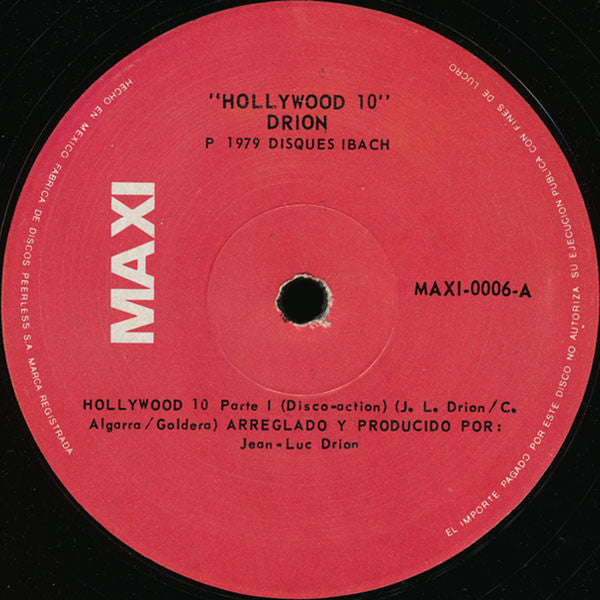 "HOLLYWOOD 10"
DRION
P 1979 DISQUES IBACH
MAXI
MAXI-0006-A
HOLLYWOOD 10 Parte I (Disco-action) (J. L. Drion/C.
Algarra/Goldera) ARREGLADO Y PRODUCIDO POR:
Jean-Luc Drion
HECHO EN MEXICO. FABRICA DE DISCOS PEERLESS S.A. MARCA REGISTRADA
EL IMPORTE PAGADO POR ESTE DISCO NO AUTORIZA SU EJECUCION PUBLICA CON FINES DE LUCRO.